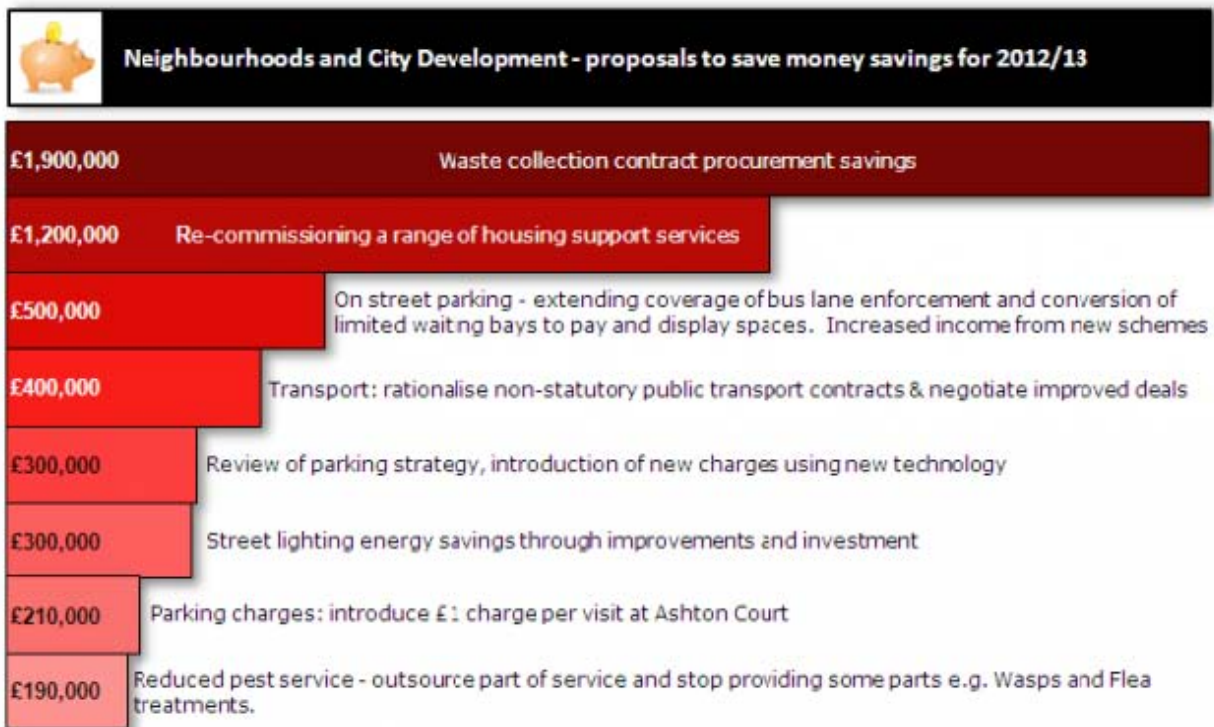 Neighbourhoods and City Development - proposals to save money savings for 2012/13
£1,900,000 Waste collection contract procurement savings
£1,200,000 Re-commissioning a range of housing support services
£500,000 On street parking - extending coverage of bus lane enforcement and conversion of
limited waiting bays to pay and display spaces. Increased income from new schemes
£400,000 Transport: rationalise non-statutory public transport contracts & negotiate improved deals
£300,000 Review of parking strategy, introduction of new charges using new technology
£300,000 Street lighting energy savings through improvements and investment
£210,000 Parking charges: introduce £1 charge per visit at Ashton Court
£190,000 Reduced pest service - outsource part of service and stop providing some parts e.g. Wasps and Flea
treatments.